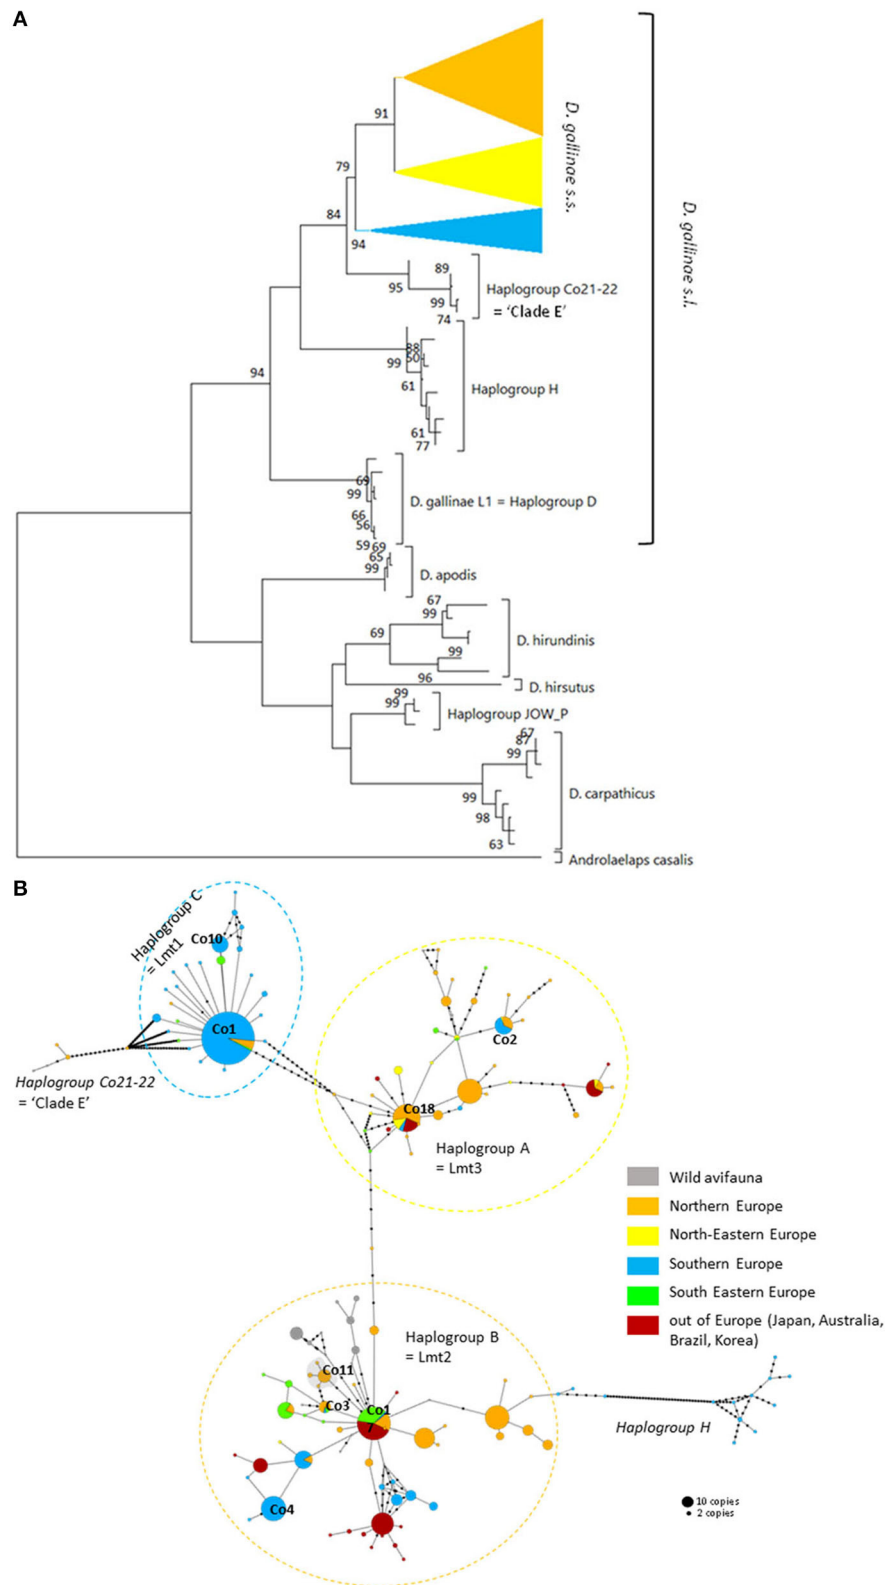 A
91
D. gallinae s.s.
79
D. gallinae s.l.
84
94
89
95
Haplogroup Co21-22
99
= 'Clade E'
74
88
50
99
61
Haplogroup H
61
77
94
69
99
D. gallinae L1 = Haplogroup D
66
56
59 69
65
99
D. apodis
67
99
69
D. hirundinis
99
96
D. hirsutus
99
99
Haplogroup JOW_P
67
87
99
99
D. carpathicus
98
63
Androlaelaps casalis
B
Haplogroup C
= Lmt1
Co10
Co1
Haplogroup Co21-22
= 'Clade E'
Co2
Co18
Haplogroup A
= Lmt3
Wild avifauna
Northern Europe
North-Eastern Europe
Southern Europe
South Eastern Europe
out of Europe (Japan, Australia,
Brazil, Korea)
Haplogroup B
= Lmt2
Co11
Co3
Co1
7
Co4
Haplogroup H
10 copies
2 copies